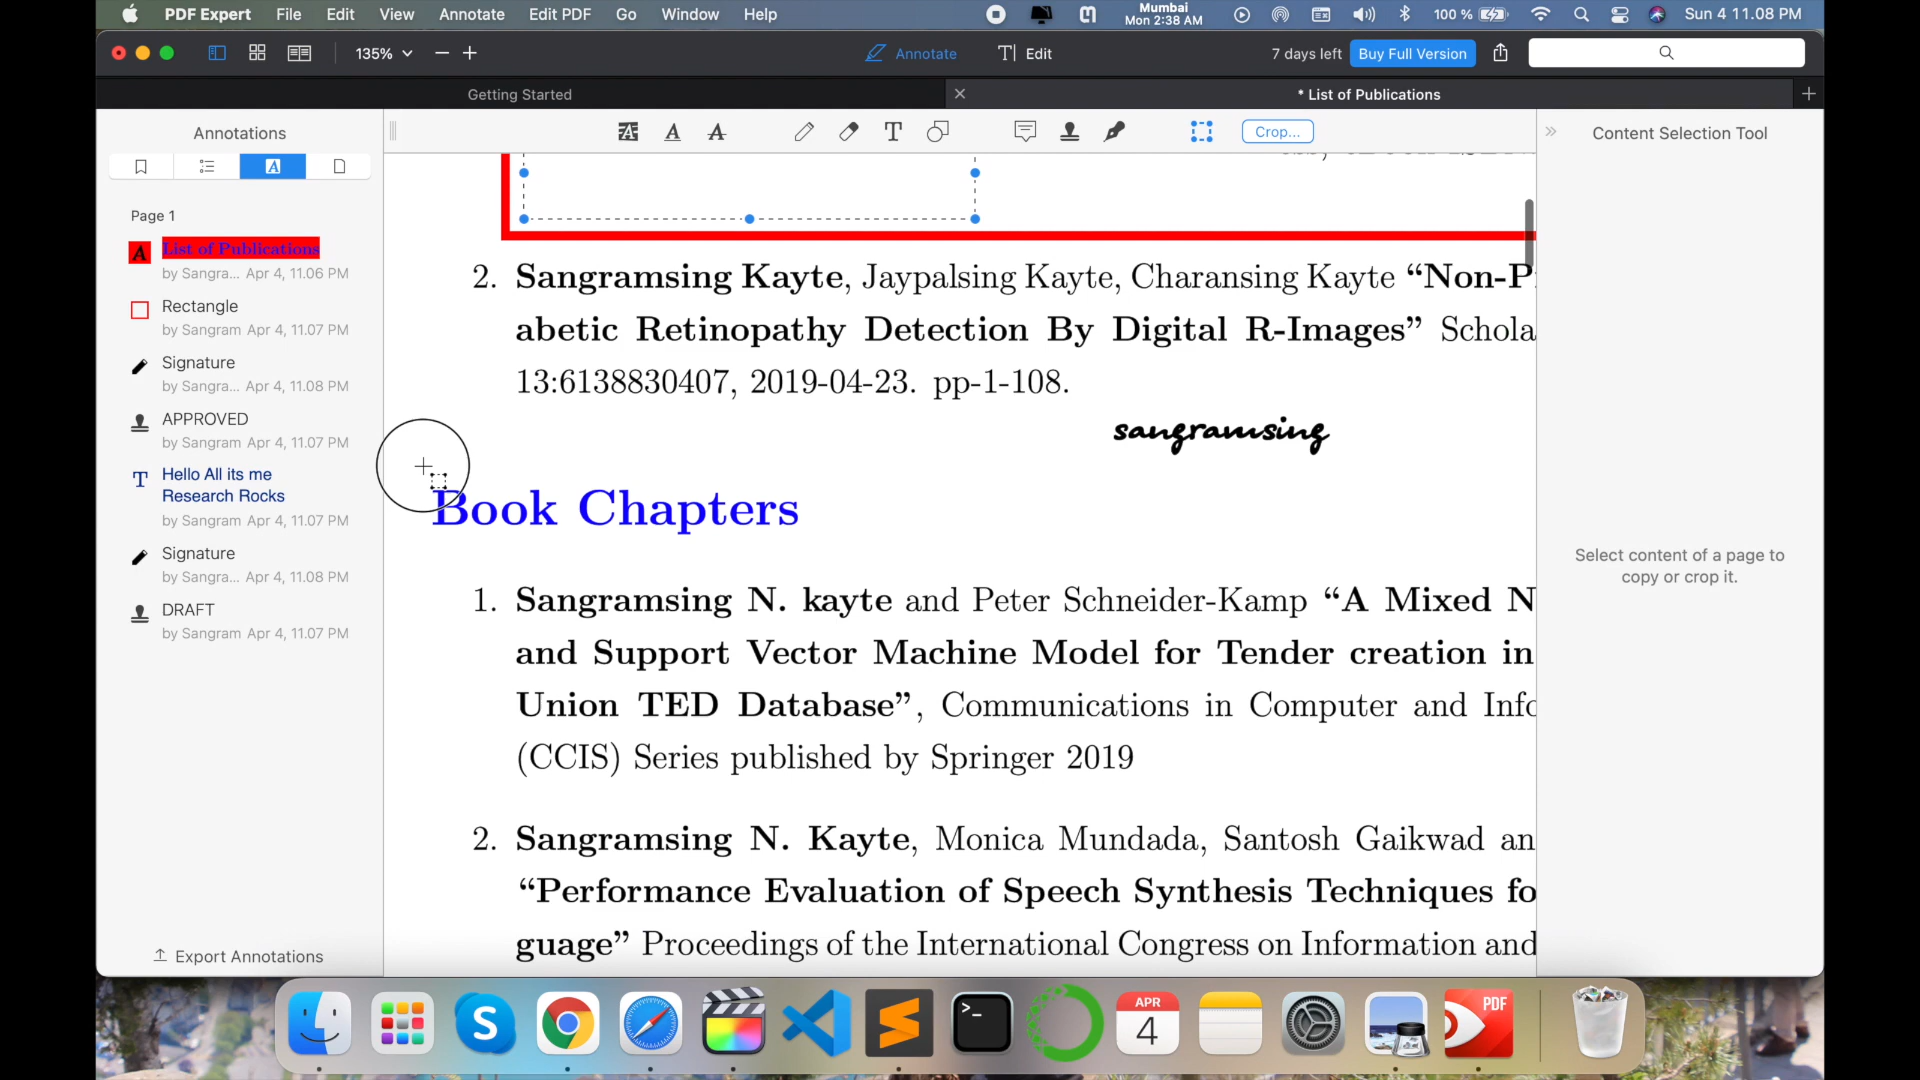 PDF Expert File Edit View Annotate Edit PDF Go Window Help
Mumbai
Mon 2:38 AM
100 %
Sun 4 11.08 PM
135%
Annotate
Edit
7 days left
Buy Full Version
Getting Started
* List of Publications
Annotations
Crop...
Content Selection Tool
Page 1
List of Publications
by Sangra... Apr 4, 11.06 PM
Rectangle
by Sangram Apr 4, 11.07 PM
Signature
by Sangra... Apr 4, 11.08 PM
APPROVED
by Sangram Apr 4, 11.07 PM
Hello All its me
Research Rocks
by Sangram Apr 4, 11.07 PM
Signature
by Sangra... Apr 4, 11.08 PM
DRAFT
by Sangram Apr 4, 11.07 PM
Export Annotations
2. Sangramsing Kayte, Jaypalsing Kayte, Charansing Kayte “Non-P
abetic Retinopathy Detection By Digital R-Images” Schola
13:6138830407, 2019-04-23. pp-1-108.
sangramsing
Book Chapters
1. Sangramsing N. kayte and Peter Schneider-Kamp “A Mixed N
and Support Vector Machine Model for Tender creation in
Union TED Database”, Communications in Computer and Info
(CCIS) Series published by Springer 2019
2. Sangramsing N. Kayte, Monica Mundada, Santosh Gaikwad an
“Performance Evaluation of Speech Synthesis Techniques fo
guage” Proceedings of the International Congress on Information and
Select content of a page to
copy or crop it.
APR
4
PDF